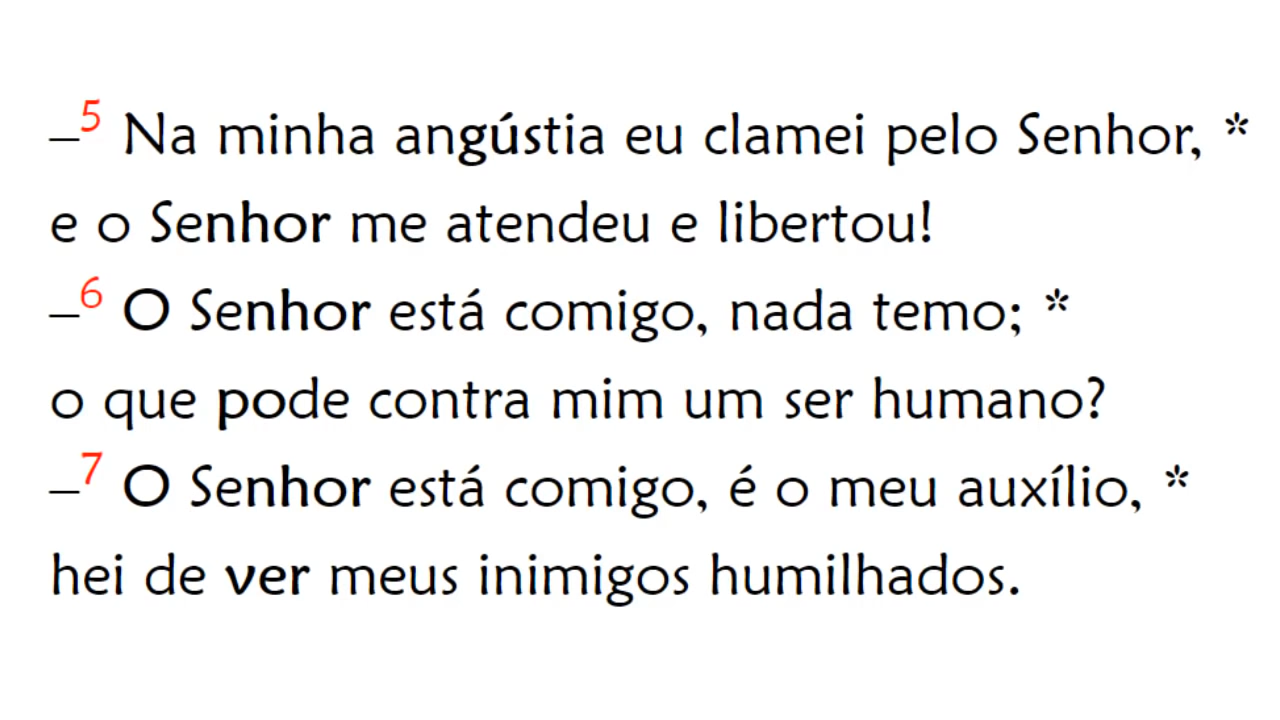 –5 Na minha angústia eu clamei pelo Senhor, *
e o Senhor me atendeu e libertou!
–6 O Senhor está comigo, nada temo; *
o que pode contra mim um ser humano?
–7 O Senhor está comigo, é o meu auxílio, *
hei de ver meus inimigos humilhados.